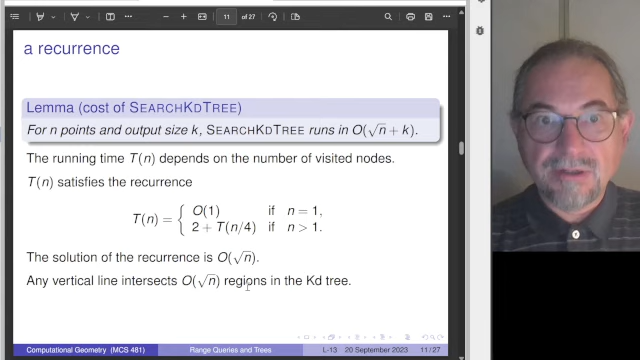 11 of 27
a recurrence
Lemma (cost of SEARCHKDTREE)
For n points and output size k, SEARCHKDTREE runs in O(√n + k).
The running time T(n) depends on the number of visited nodes.
T(n) satisfies the recurrence
T(n) = { O(1) if n = 1,
2 + T(n/4) if n > 1.
The solution of the recurrence is O(√n).
Any vertical line intersects O(√n) regions in the Kd tree.
Computational Geometry (MCS 481) Range Queries and Trees L-13 20 September 2023 11 / 27